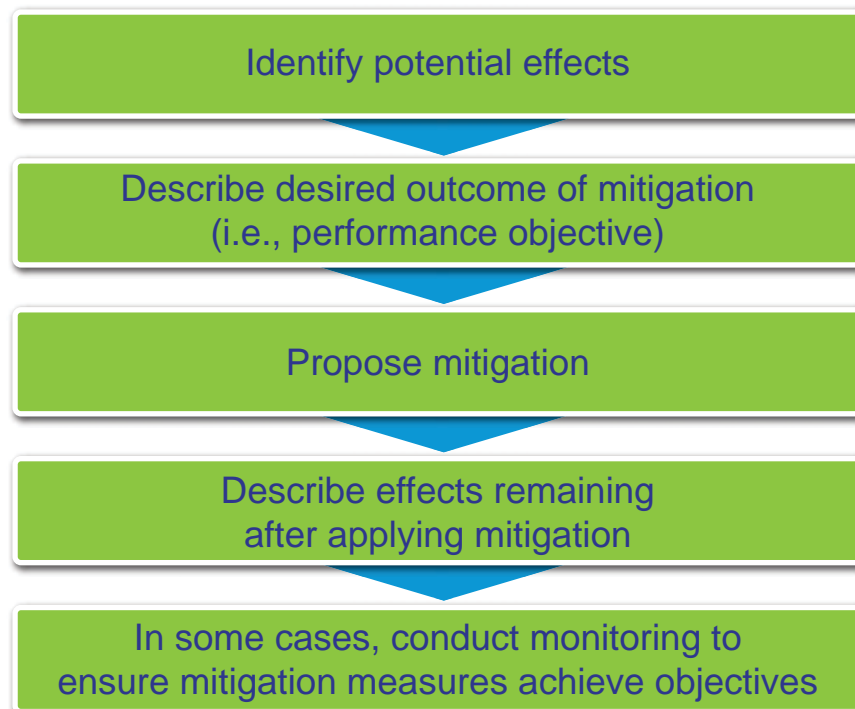 Identify potential effects
Describe desired outcome of mitigation
(i.e., performance objective)
Propose mitigation
Describe effects remaining
after applying mitigation
In some cases, conduct monitoring to
ensure mitigation measures achieve objectives